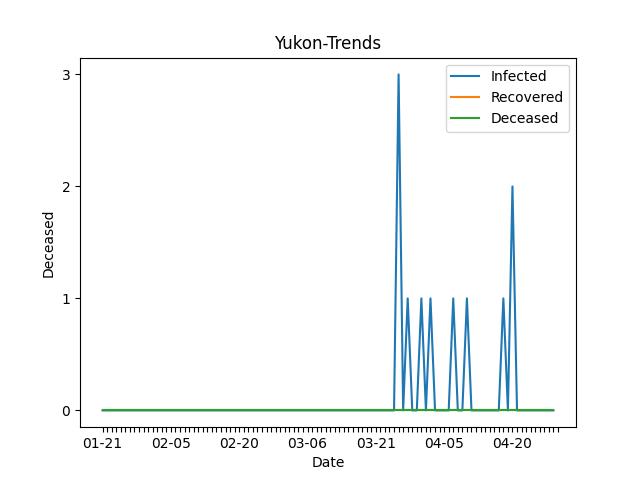 Yukon-Trends
Infected
Recovered
Deceased
3
2
1
0
Deceased
01-21 02-05 02-20 03-06 03-21 04-05 04-20
Date